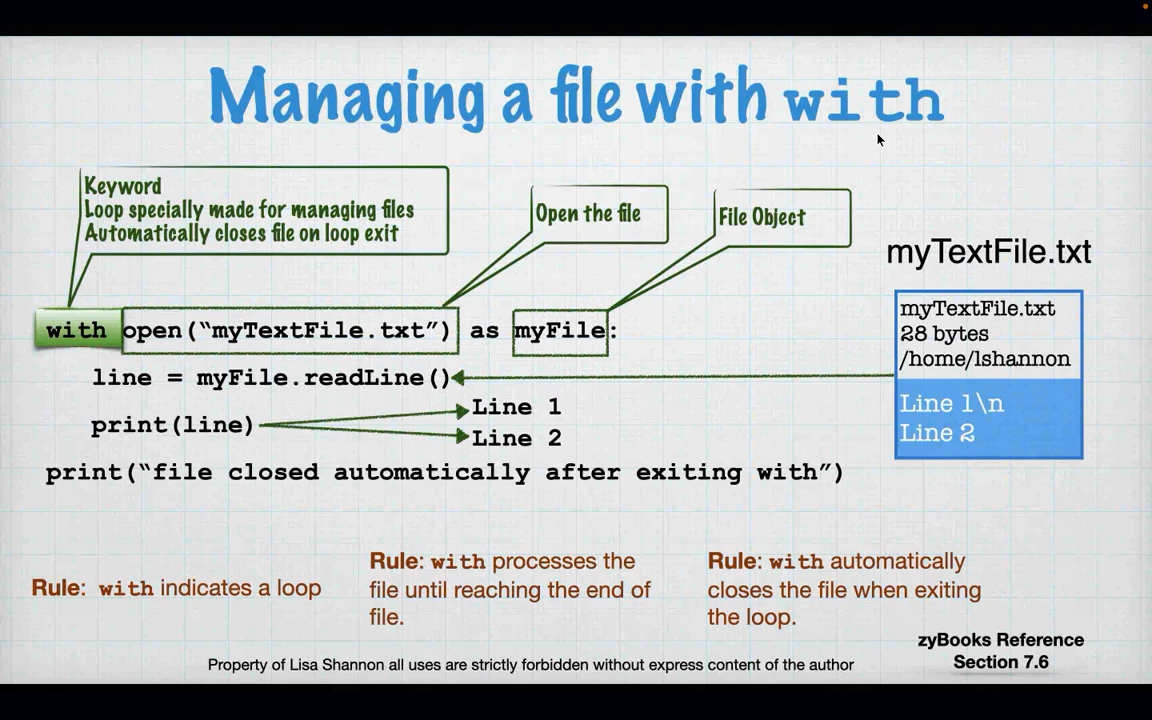 Managing a file with with
Keyword
Loop specially made for managing files
Automatically closes file on loop exit
Open the file
File Object
myTextFile.txt
with open(“myTextFile.txt”) as myFile:
line = myFile.readLine()
print(line)
Line 1
Line 2
print(“file closed automatically after exiting with”)
myTextFile.txt
28 bytes
/home/lshannon
Line 1\n
Line 2
Rule: with indicates a loop
Rule: with processes the
file until reaching the end of
file.
Rule: with automatically
closes the file when exiting
the loop.
zyBooks Reference
Section 7.6
Property of Lisa Shannon all uses are strictly forbidden without express content of the author